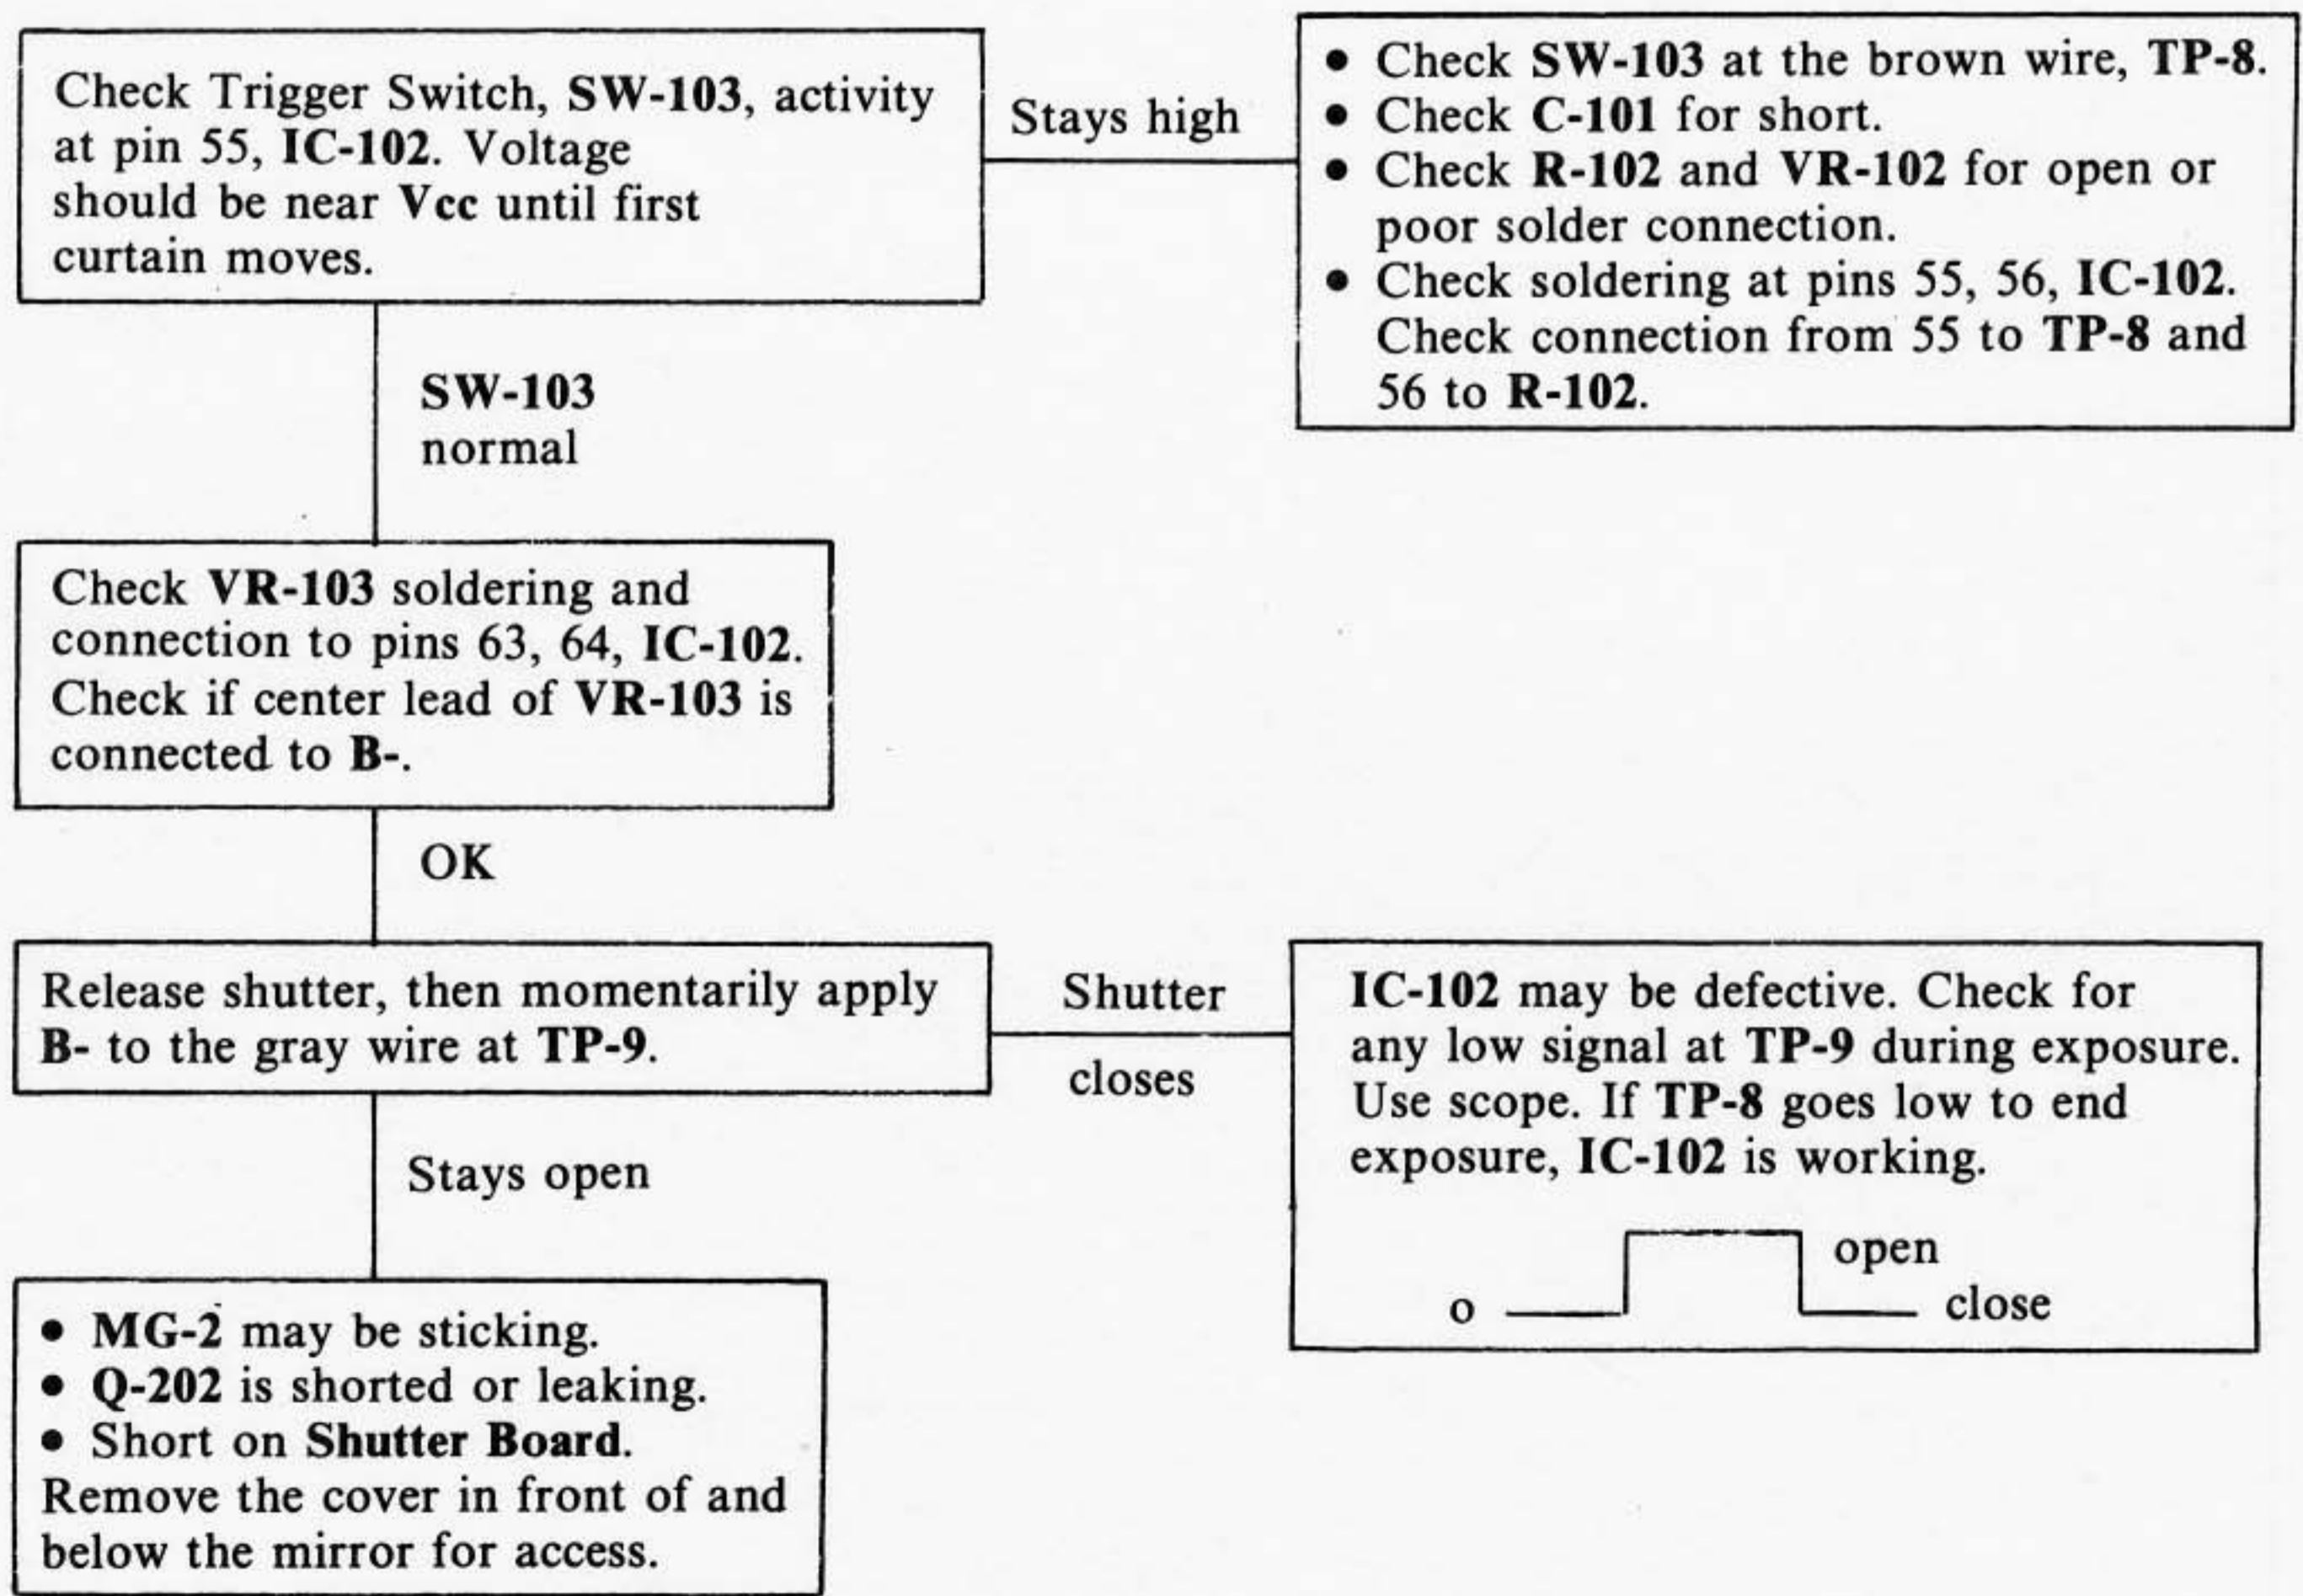 Check Trigger Switch, SW-103, activity
at pin 55, IC-102. Voltage
should be near Vcc until first
curtain moves.
Stays high
• Check SW-103 at the brown wire, TP-8.
• Check C-101 for short.
• Check R-102 and VR-102 for open or
poor solder connection.
• Check soldering at pins 55, 56, IC-102.
Check connection from 55 to TP-8 and
56 to R-102.
SW-103
normal
Check VR-103 soldering and
connection to pins 63, 64, IC-102.
Check if center lead of VR-103 is
connected to B-.
OK
Release shutter, then momentarily apply
B- to the gray wire at TP-9.
Shutter
closes
IC-102 may be defective. Check for
any low signal at TP-9 during exposure.
Use scope. If TP-8 goes low to end
exposure, IC-102 is working.
open
o
close
Stays open
• MG-2 may be sticking.
• Q-202 is shorted or leaking.
• Short on Shutter Board.
Remove the cover in front of and
below the mirror for access.